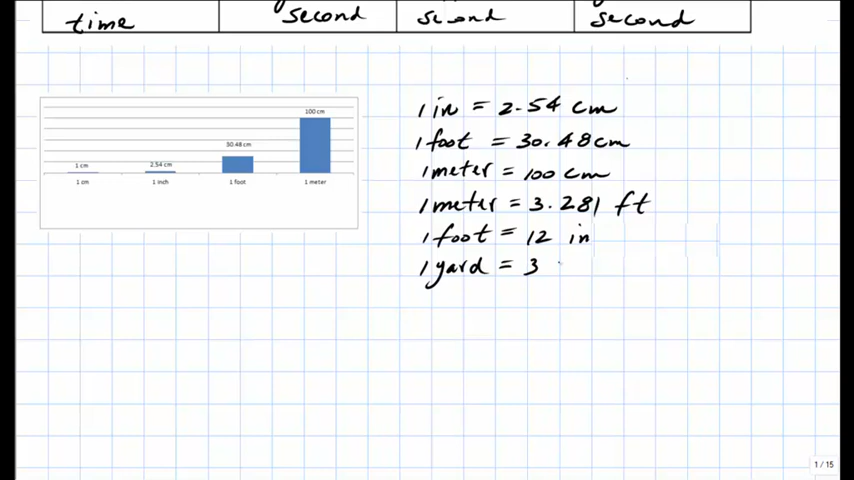 time second second second
100 cm
30.48 cm
2,54 cm
1 cm
1 cm 1 inch 1 foot 1 meter
1 in = 2.54 cm
1 foot = 30.48 cm
1 meter = 100 cm
1 meter = 3.281 ft
1 foot = 12 in
1 yard = 3
1 / 15